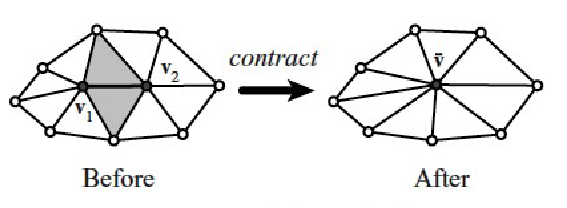 contract
v₁
v₂
v̄
Before
After